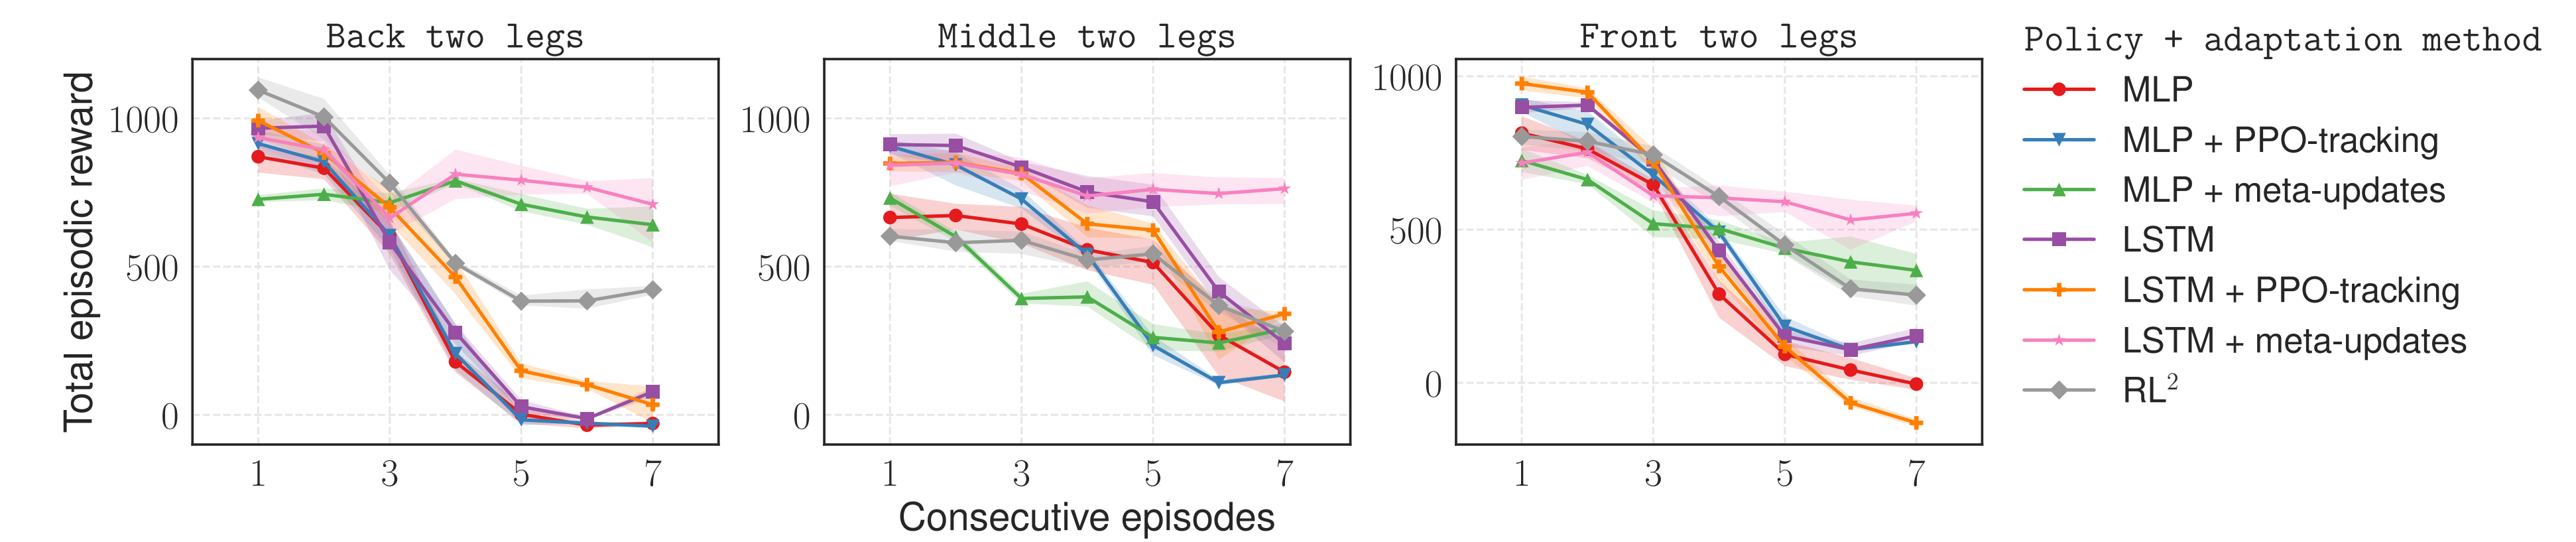 Back two legs
Middle two legs
Front two legs
Total episodic reward
1000
500
0
1 3 5 7
1000
500
0
1 3 5 7
1000
500
0
1 3 5 7
Consecutive episodes
Policy + adaptation method
MLP
MLP + PPO-tracking
MLP + meta-updates
LSTM
LSTM + PPO-tracking
LSTM + meta-updates
RL²